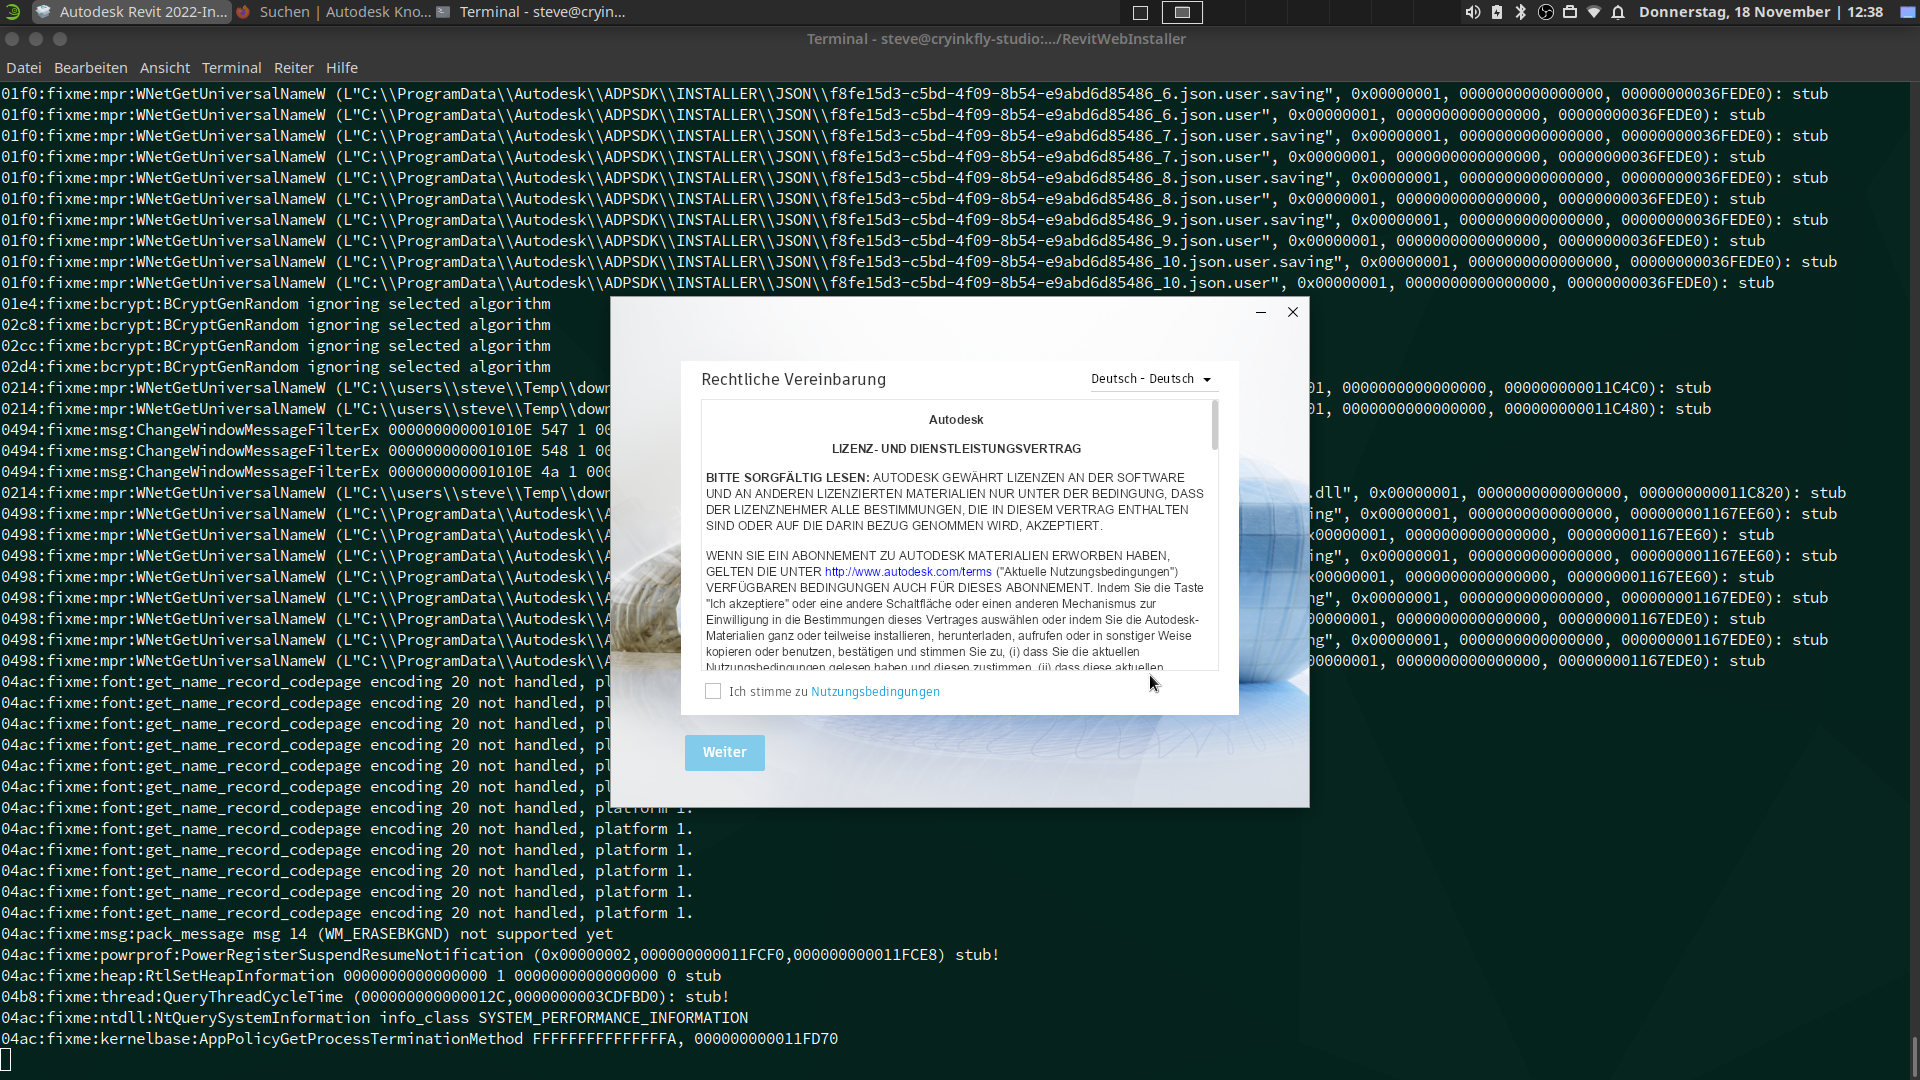 Autodesk Revit 2022-In...
Suchen | Autodesk Kno...
Terminal - steve@cryin...
Donnerstag, 18 November | 12:38
Terminal - steve@cryinkfly-studio:.../RevitWebInstaller
Datei Bearbeiten Ansicht Terminal Reiter Hilfe
01f0:fixme:mpr:WNetGetUniversalNameW (L"C:\\ProgramData\\Autodesk\\ADPSDK\\INSTALLER\\JSON\\f8fe15d3-c5bd-4f09-8b54-e9abd6d85486_6.json.user.saving", 0x00000001, 0000000000000000, 00000000036FEDE0): stub
01f0:fixme:mpr:WNetGetUniversalNameW (L"C:\\ProgramData\\Autodesk\\ADPSDK\\INSTALLER\\JSON\\f8fe15d3-c5bd-4f09-8b54-e9abd6d85486_6.json.user", 0x00000001, 0000000000000000, 00000000036FEDE0): stub
01f0:fixme:mpr:WNetGetUniversalNameW (L"C:\\ProgramData\\Autodesk\\ADPSDK\\INSTALLER\\JSON\\f8fe15d3-c5bd-4f09-8b54-e9abd6d85486_7.json.user.saving", 0x00000001, 0000000000000000, 00000000036FEDE0): stub
01f0:fixme:mpr:WNetGetUniversalNameW (L"C:\\ProgramData\\Autodesk\\ADPSDK\\INSTALLER\\JSON\\f8fe15d3-c5bd-4f09-8b54-e9abd6d85486_7.json.user", 0x00000001, 0000000000000000, 00000000036FEDE0): stub
01f0:fixme:mpr:WNetGetUniversalNameW (L"C:\\ProgramData\\Autodesk\\ADPSDK\\INSTALLER\\JSON\\f8fe15d3-c5bd-4f09-8b54-e9abd6d85486_8.json.user.saving", 0x00000001, 0000000000000000, 00000000036FEDE0): stub
01f0:fixme:mpr:WNetGetUniversalNameW (L"C:\\ProgramData\\Autodesk\\ADPSDK\\INSTALLER\\JSON\\f8fe15d3-c5bd-4f09-8b54-e9abd6d85486_8.json.user", 0x00000001, 0000000000000000, 00000000036FEDE0): stub
01f0:fixme:mpr:WNetGetUniversalNameW (L"C:\\ProgramData\\Autodesk\\ADPSDK\\INSTALLER\\JSON\\f8fe15d3-c5bd-4f09-8b54-e9abd6d85486_9.json.user.saving", 0x00000001, 0000000000000000, 00000000036FEDE0): stub
01f0:fixme:mpr:WNetGetUniversalNameW (L"C:\\ProgramData\\Autodesk\\ADPSDK\\INSTALLER\\JSON\\f8fe15d3-c5bd-4f09-8b54-e9abd6d85486_9.json.user", 0x00000001, 0000000000000000, 00000000036FEDE0): stub
01f0:fixme:mpr:WNetGetUniversalNameW (L"C:\\ProgramData\\Autodesk\\ADPSDK\\INSTALLER\\JSON\\f8fe15d3-c5bd-4f09-8b54-e9abd6d85486_10.json.user.saving", 0x00000001, 0000000000000000, 00000000036FEDE0): stub
01f0:fixme:mpr:WNetGetUniversalNameW (L"C:\\ProgramData\\Autodesk\\ADPSDK\\INSTALLER\\JSON\\f8fe15d3-c5bd-4f09-8b54-e9abd6d85486_10.json.user", 0x00000001, 0000000000000000, 00000000036FEDE0): stub
01e4:fixme:bcrypt:BCryptGenRandom ignoring selected algorithm
02c8:fixme:bcrypt:BCryptGenRandom ignoring selected algorithm
02cc:fixme:bcrypt:BCryptGenRandom ignoring selected algorithm
02d4:fixme:bcrypt:BCryptGenRandom ignoring selected algorithm
0214:fixme:mpr:WNetGetUniversalNameW (L"C:\\users\\steve\\Temp\\dow 01, 0000000000000000, 000000000011C4C0): stub
0214:fixme:mpr:WNetGetUniversalNameW (L"C:\\users\\steve\\Temp\\dow 01, 0000000000000000, 000000000011C480): stub
0494:fixme:msg:ChangeWindowMessageFilterEx 000000000001010E 547 1 00
0494:fixme:msg:ChangeWindowMessageFilterEx 000000000001010E 548 1 00
0494:fixme:msg:ChangeWindowMessageFilterEx 000000000001010E 4a 1 000
0214:fixme:mpr:WNetGetUniversalNameW (L"C:\\users\\steve\\Temp\\dow .dll", 0x00000001, 0000000000000000, 000000000011C820): stub
0498:fixme:mpr:WNetGetUniversalNameW (L"C:\\ProgramData\\Autodesk\\A ing", 0x00000001, 0000000000000000, 000000001167EE60): stub
0498:fixme:mpr:WNetGetUniversalNameW (L"C:\\ProgramData\\Autodesk\\A 0x00000001, 0000000000000000, 000000001167EE60): stub
0498:fixme:mpr:WNetGetUniversalNameW (L"C:\\ProgramData\\Autodesk\\A ing", 0x00000001, 0000000000000000, 000000001167EE60): stub
0498:fixme:mpr:WNetGetUniversalNameW (L"C:\\ProgramData\\Autodesk\\A 0x00000001, 0000000000000000, 000000001167EE60): stub
0498:fixme:mpr:WNetGetUniversalNameW (L"C:\\ProgramData\\Autodesk\\A ng", 0x00000001, 0000000000000000, 000000001167EDE0): stub
0498:fixme:mpr:WNetGetUniversalNameW (L"C:\\ProgramData\\Autodesk\\A 0x00000001, 0000000000000000, 000000001167EDE0): stub
0498:fixme:mpr:WNetGetUniversalNameW (L"C:\\ProgramData\\Autodesk\\A ng", 0x00000001, 0000000000000000, 000000001167EDE0): stub
0498:fixme:mpr:WNetGetUniversalNameW (L"C:\\ProgramData\\Autodesk\\A 0x00000001, 0000000000000000, 000000001167EDE0): stub
04ac:fixme:font:get_name_record_codepage encoding 20 not handled, pl
04ac:fixme:font:get_name_record_codepage encoding 20 not handled, pl
04ac:fixme:font:get_name_record_codepage encoding 20 not handled, pl
04ac:fixme:font:get_name_record_codepage encoding 20 not handled, pl
04ac:fixme:font:get_name_record_codepage encoding 20 not handled, pl
04ac:fixme:font:get_name_record_codepage encoding 20 not handled, pl
04ac:fixme:font:get_name_record_codepage encoding 20 not handled, platform 1.
04ac:fixme:font:get_name_record_codepage encoding 20 not handled, platform 1.
04ac:fixme:font:get_name_record_codepage encoding 20 not handled, platform 1.
04ac:fixme:font:get_name_record_codepage encoding 20 not handled, platform 1.
04ac:fixme:font:get_name_record_codepage encoding 20 not handled, platform 1.
04ac:fixme:font:get_name_record_codepage encoding 20 not handled, platform 1.
04ac:fixme:msg:pack_message msg 14 (WM_ERASEBKGND) not supported yet
04ac:fixme:powrprof:PowerRegisterSuspendResumeNotification (0x00000002,000000000011FCF0,000000000011FCE8) stub!
04ac:fixme:heap:RtlSetHeapInformation 0000000000000000 1 0000000000000000 0 stub
04b8:fixme:thread:QueryThreadCycleTime (000000000000012C,0000000003CDFBD0): stub!
04ac:fixme:ntdll:NtQuerySystemInformation info_class SYSTEM_PERFORMANCE_INFORMATION
04ac:fixme:kernelbase:AppPolicyGetProcessTerminationMethod FFFFFFFFFFFFFFFA, 000000000011FD70
Rechtliche Vereinbarung
Deutsch - Deutsch
Autodesk
LIZENZ- UND DIENSTLEISTUNGSVERTRAG
BITTE SORGFÄLTIG LESEN: AUTODESK GEWÄHRT LIZENZEN AN DER SOFTWARE
UND AN ANDEREN LIZENZIERTEN MATERIALIEN NUR UNTER DER BEDINGUNG, DASS
DER LIZENZNEHMER ALLE BESTIMMUNGEN, DIE IN DIESEM VERTRAG ENTHALTEN
SIND ODER AUF DIE DARIN BEZUG GENOMMEN WIRD, AKZEPTIERT.
WENN SIE EIN ABONNEMENT ZU AUTODESK MATERIALIEN ERWORBEN HABEN,
GELTEN DIE UNTER http://www.autodesk.com/terms ("Aktuelle Nutzungsbedingungen")
VERFÜGBAREN BEDINGUNGEN AUCH FÜR DIESES ABONNEMENT. Indem Sie die Taste
"Ich akzeptiere" oder eine andere Schaltfläche oder einen anderen Mechanismus zur
Einwilligung in die Bestimmungen dieses Vertrages auswählen oder indem Sie die Autodesk-
Materialien ganz oder teilweise installieren, herunterladen, aufrufen oder in sonstiger Weise
kopieren oder benutzen, bestätigen und stimmen Sie zu, (i) dass Sie die aktuellen
Nutzungsbedingungen gelesen haben und diesen zustimmen, (ii) dass diese aktuellen
Ich stimme zu Nutzungsbedingungen
Weiter